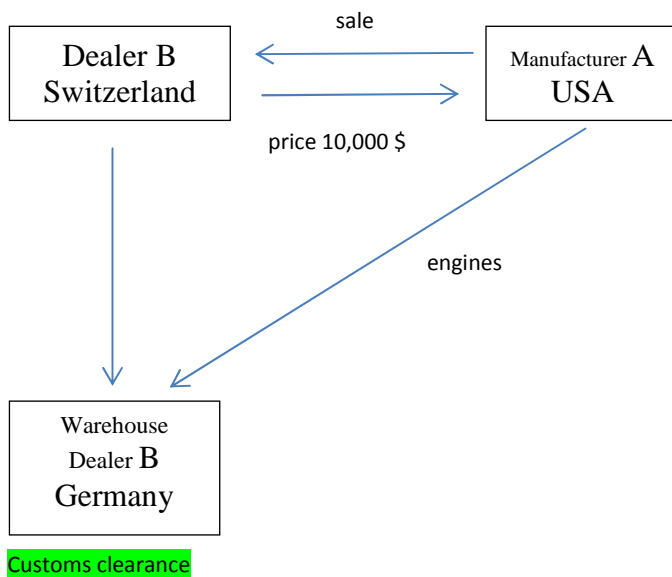 sale
Dealer B
Switzerland
Manufacturer A
USA
price 10,000 $
engines
Warehouse
Dealer B
Germany
Customs clearance